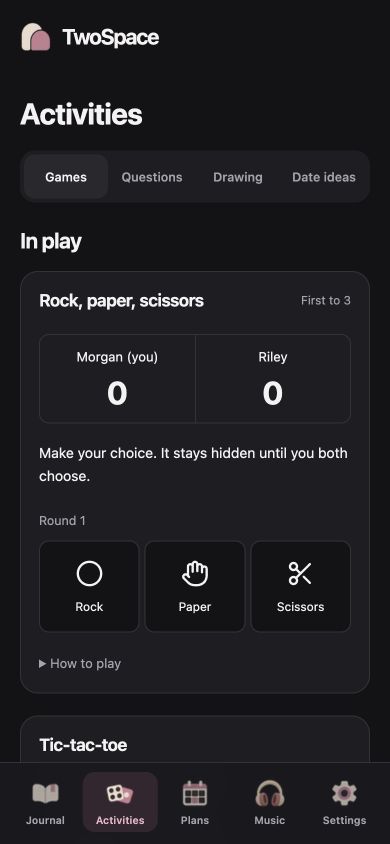 TwoSpace
Activities
Games Questions Drawing Date ideas
In play
Rock, paper, scissors First to 3
Morgan (you) Riley
0 0
Make your choice. It stays hidden until you both
choose.
Round 1
Rock Paper Scissors
How to play
Tic-tac-toe
Journal Activities Plans Music Settings